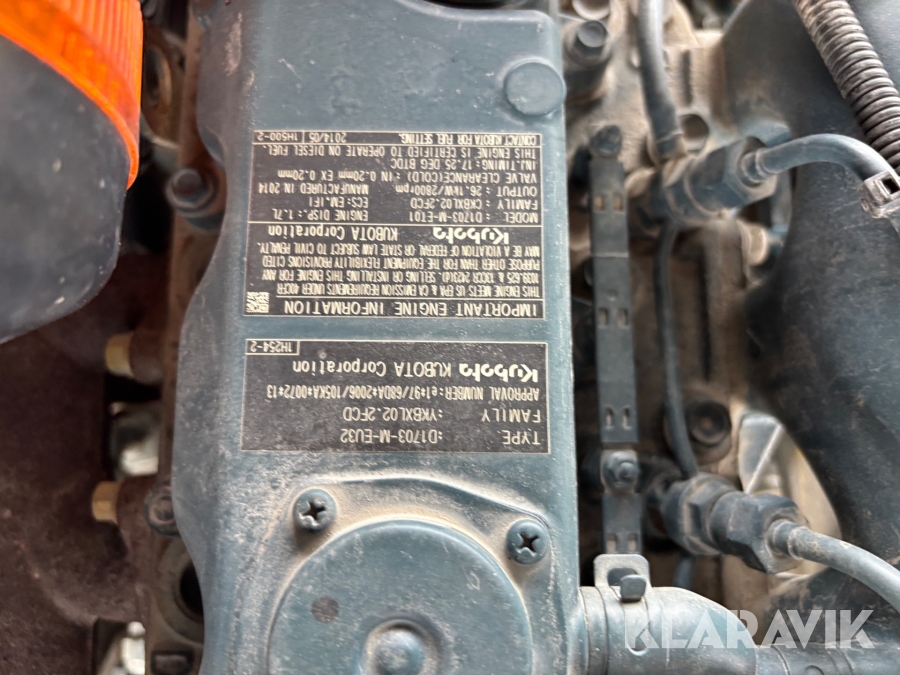 TYPE :D1703-M-EU32
FAMILY :YKBXL02.2FCD
APPROVAL NUMBER:e1*97/68DA*2006/105KA*0072*13
Kubota KUBOTA Corporation
1H254-2
IMPORTANT ENGINE INFORMATION
THIS ENGINE MEETS US EPA & CA EMISSION REQUIREMENTS UNDER 40CFR
1039.625 &13CCR 2423(d). SELLING OR INSTALLING THIS ENGINE FOR ANY
PURPOSE OTHER THAN FOR THE EQUIPMENT FLEXIBILITY PROVISIONS CITED
MAY BE A VIOLATION OF FEDERAL OR STATE LAW SUBJECT TO CIVIL PENALTY.
Kubota KUBOTA Corporation
MODEL :D1703-M-ET01 ENGINE DISP.:1.7L
FAMILY :CKBXL02.2FCD ECS:EM,IFI
OUTPUT :26.1kW/2800rpm MANUFACTURED IN 2014
VALVE CLEARANCE(COLD):IN 0.20mm EX 0.20mm
INJ.TIMING:17.25 DEG.BTDC
THIS ENGINE IS CERTIFIED TO OPERATE ON DIESEL FUEL.
CONTACT KUBOTA FOR FUEL SETTING. 2014/05 1H500-2
KLARAVIK